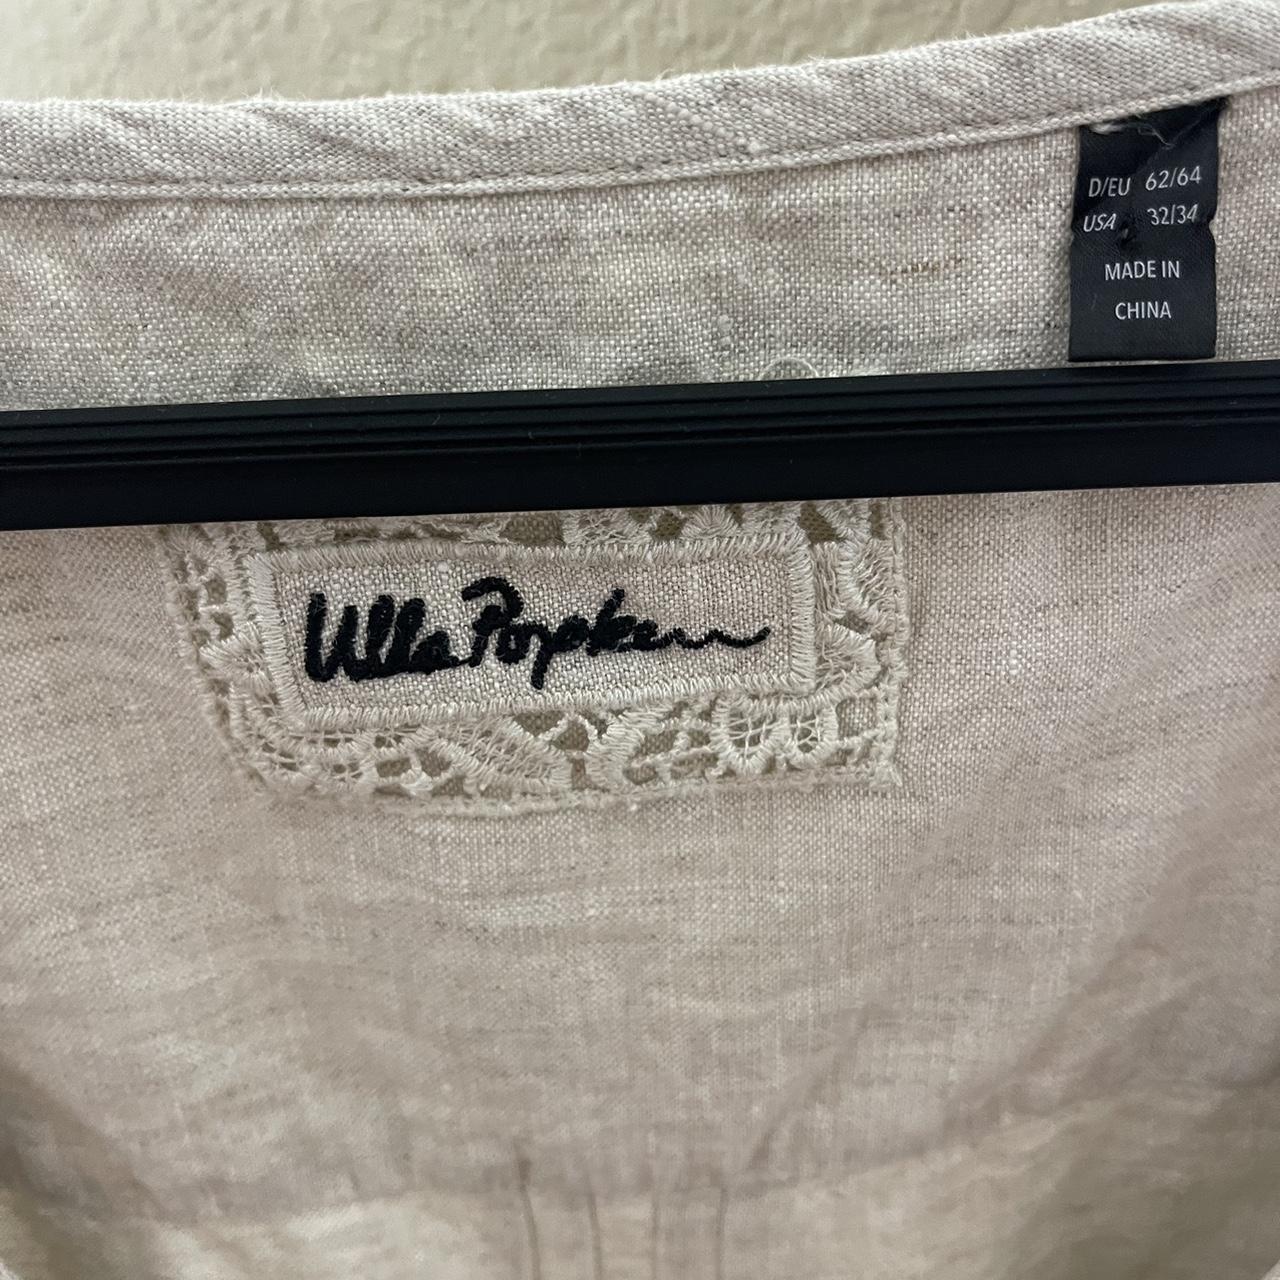 D/EU 62/64
USA 32/34
MADE IN
CHINA
Ulla Popken